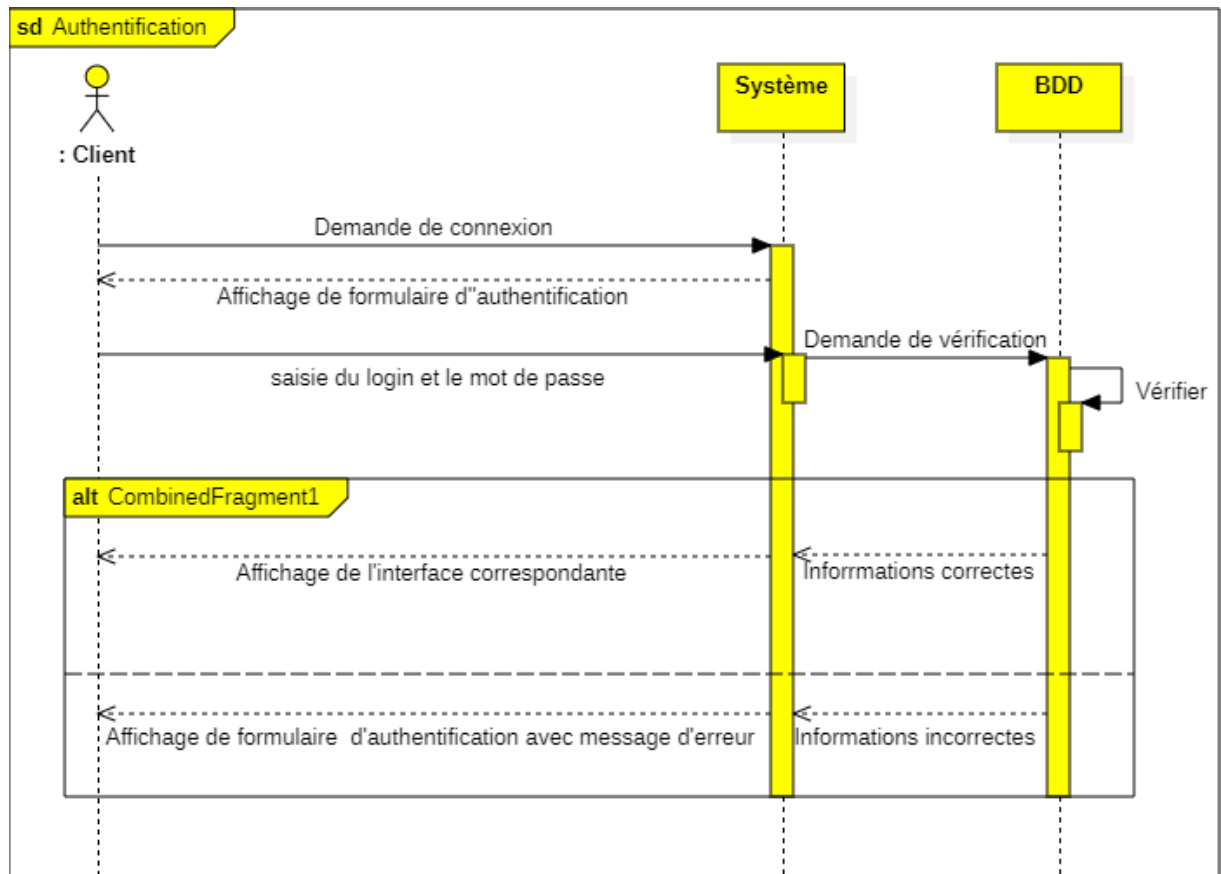 sd Authentification
Système
BDD
: Client
Demande de connexion
Affichage de formulaire d"authentification
Demande de vérification
saisie du login et le mot de passe
Vérifier
alt CombinedFragment1
Affichage de l'interface correspondante
Inforrmations correctes
Affichage de formulaire d'authentification avec message d'erreur
Informations incorrectes